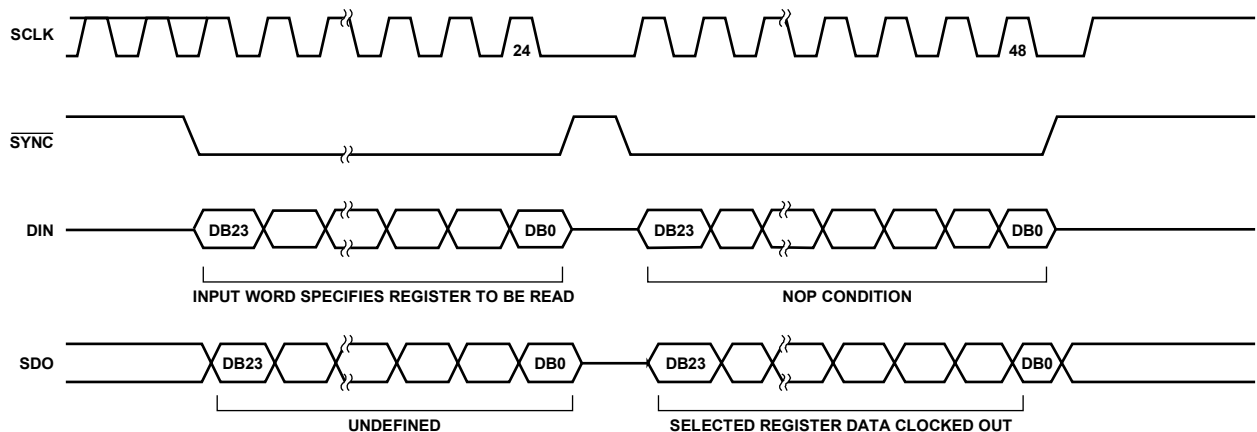 SCLK
24
48
SYNC
DIN
DB23
DB0
DB23
DB0
INPUT WORD SPECIFIES REGISTER TO BE READ
NOP CONDITION
SDO
DB23
DB0
DB23
DB0
UNDEFINED
SELECTED REGISTER DATA CLOCKED OUT